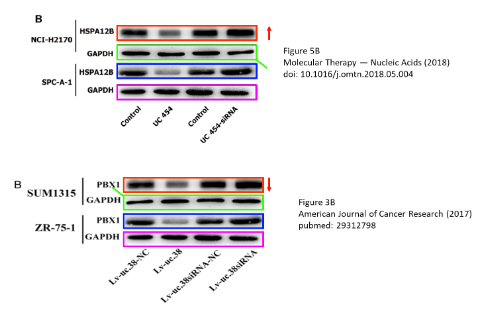 B
NCI-H2170
HSPA12B
GAPDH
SPC-A-1
HSPA12B
GAPDH
Control
UC 454
Control
UC 454-siRNA
Figure 5B
Molecular Therapy — Nucleic Acids (2018)
doi: 10.1016/j.omtn.2018.05.004
B
SUM1315
PBX1
GAPDH
ZR-75-1
PBX1
GAPDH
Lv-uc.38-NC
Lv-uc.38
Lv-uc.38siRNA-NC
Lv-uc.38siRNA
Figure 3B
American Journal of Cancer Research (2017)
pubmed: 29312798